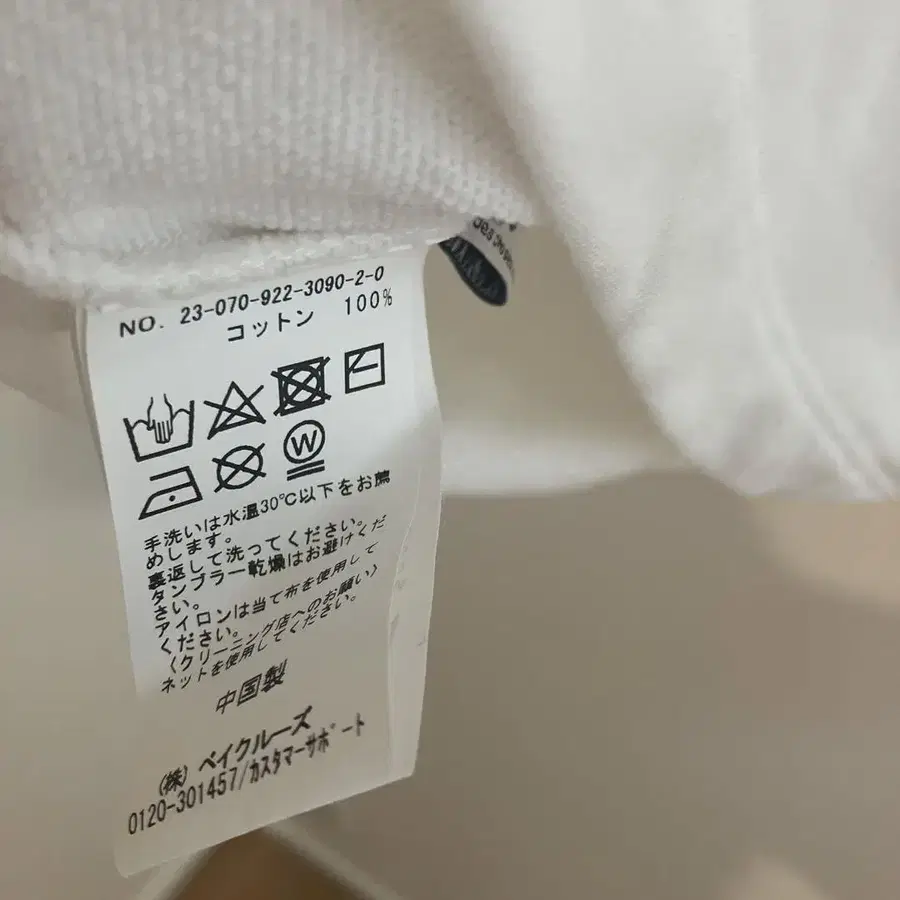 NO. 23-070-922-3090-2-0
コットン 100%
W
手洗いは水温30℃以下をお薦
めします。
裏返して洗ってください。
タンブラー乾燥はお避けくだ
さい。
アイロンは当て布を使用して
ください。
〈クリーニング店へのお願い〉
ネットを使用してください。
中国製
(株) ベイクルーズ
0120-301457/カスタマーサポート